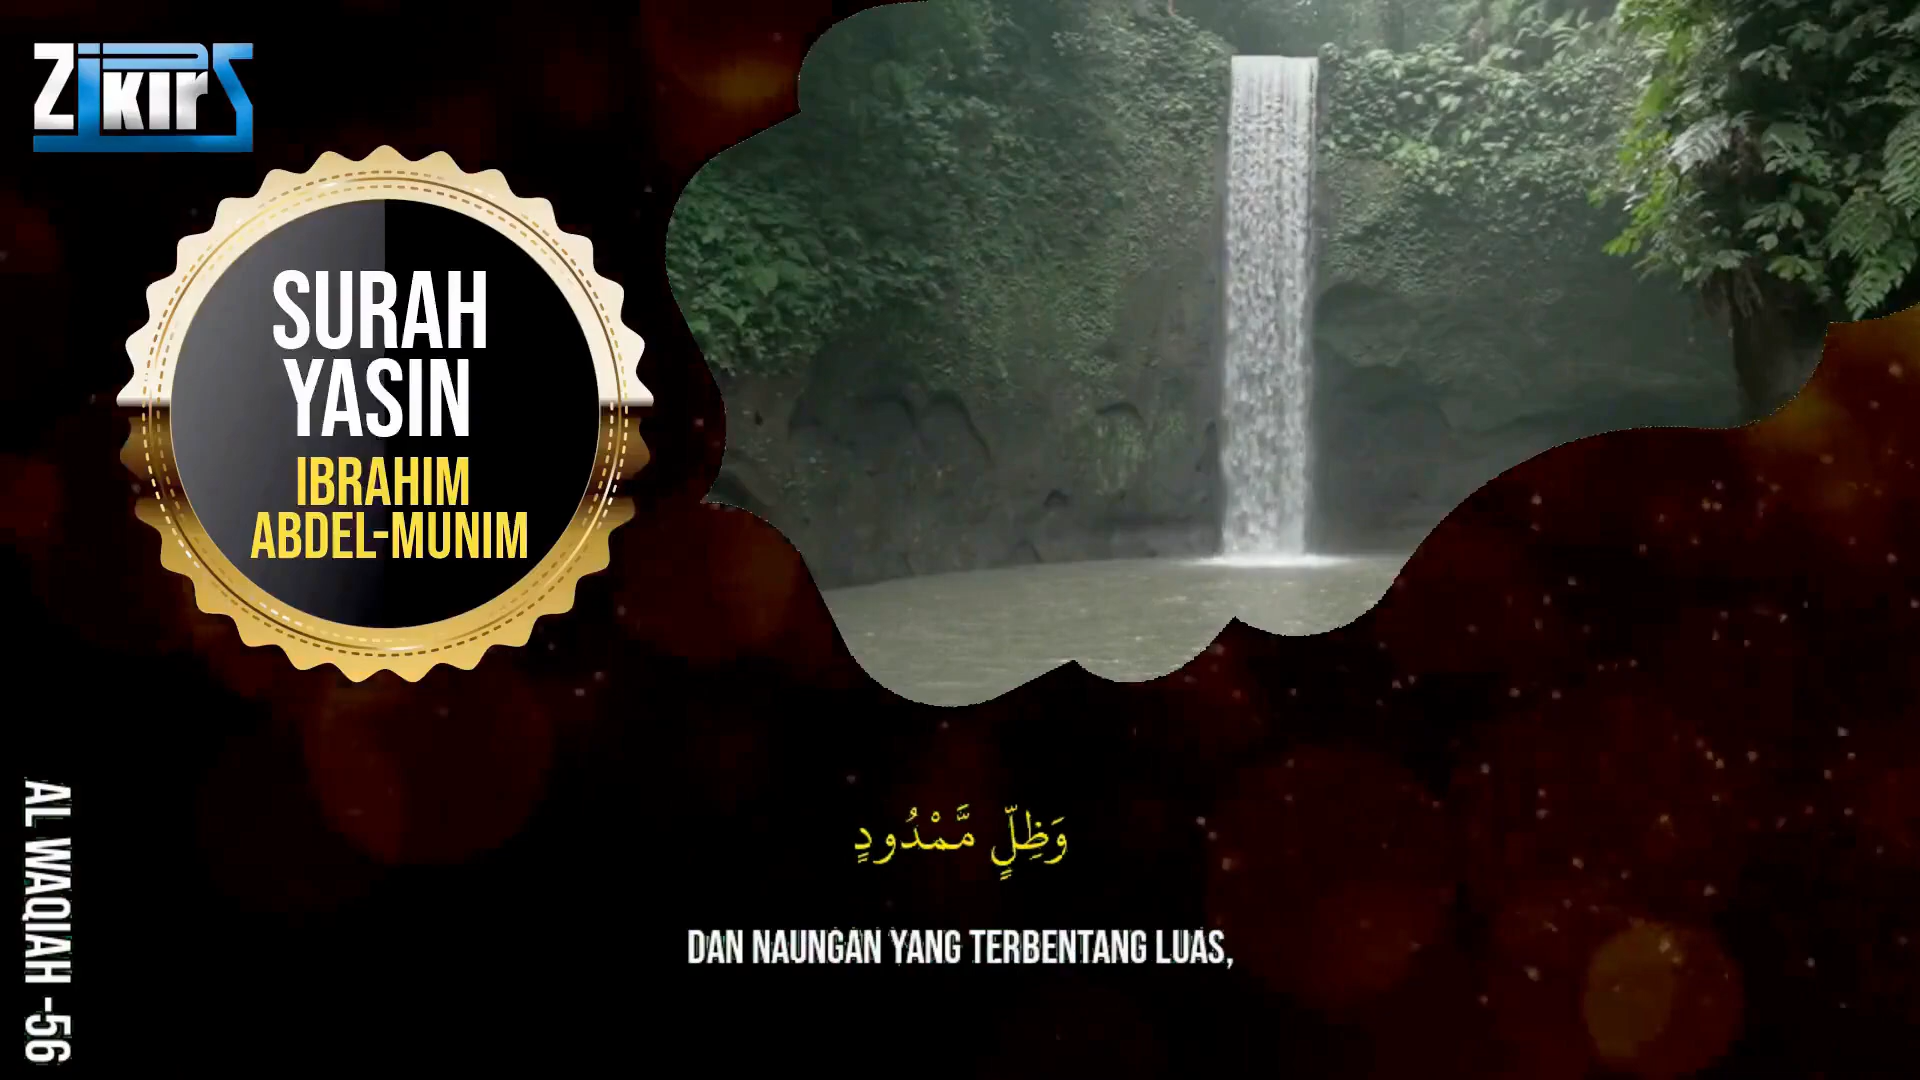 ZikirS
SURAH
YASIN
IBRAHIM
ABDEL-MUNIM
وَظِلٍّ مَّمْدُودٍ
DAN NAUNGAN YANG TERBENTANG LUAS,
AL WAQIAH -56